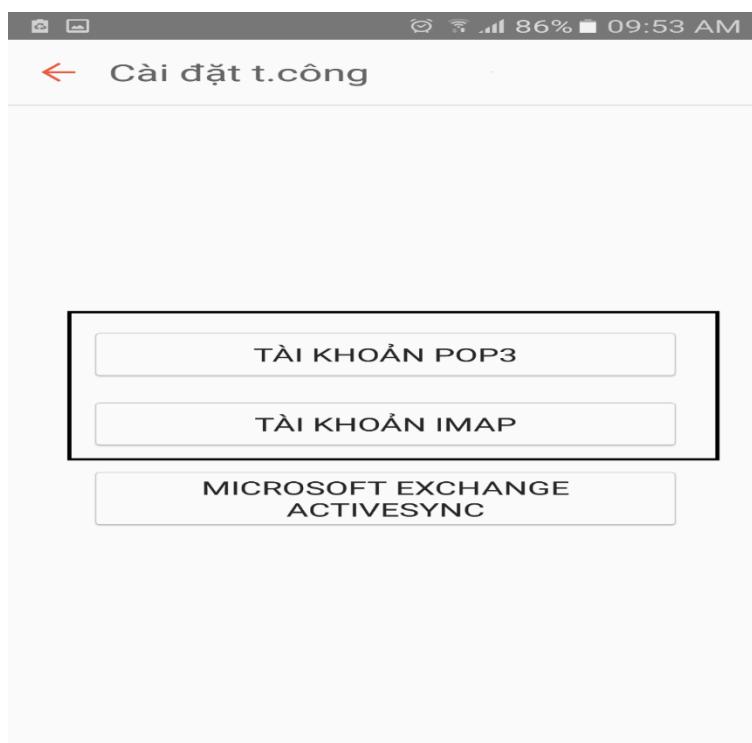 86% 09:53 AM
Cài đặt t.công
TÀI KHOẢN POP3
TÀI KHOẢN IMAP
MICROSOFT EXCHANGE
ACTIVESYNC